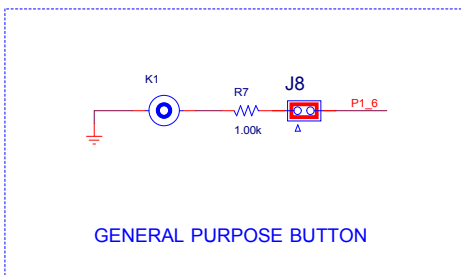 K1
R7
J8
P1_6
1.00k
GENERAL PURPOSE BUTTON